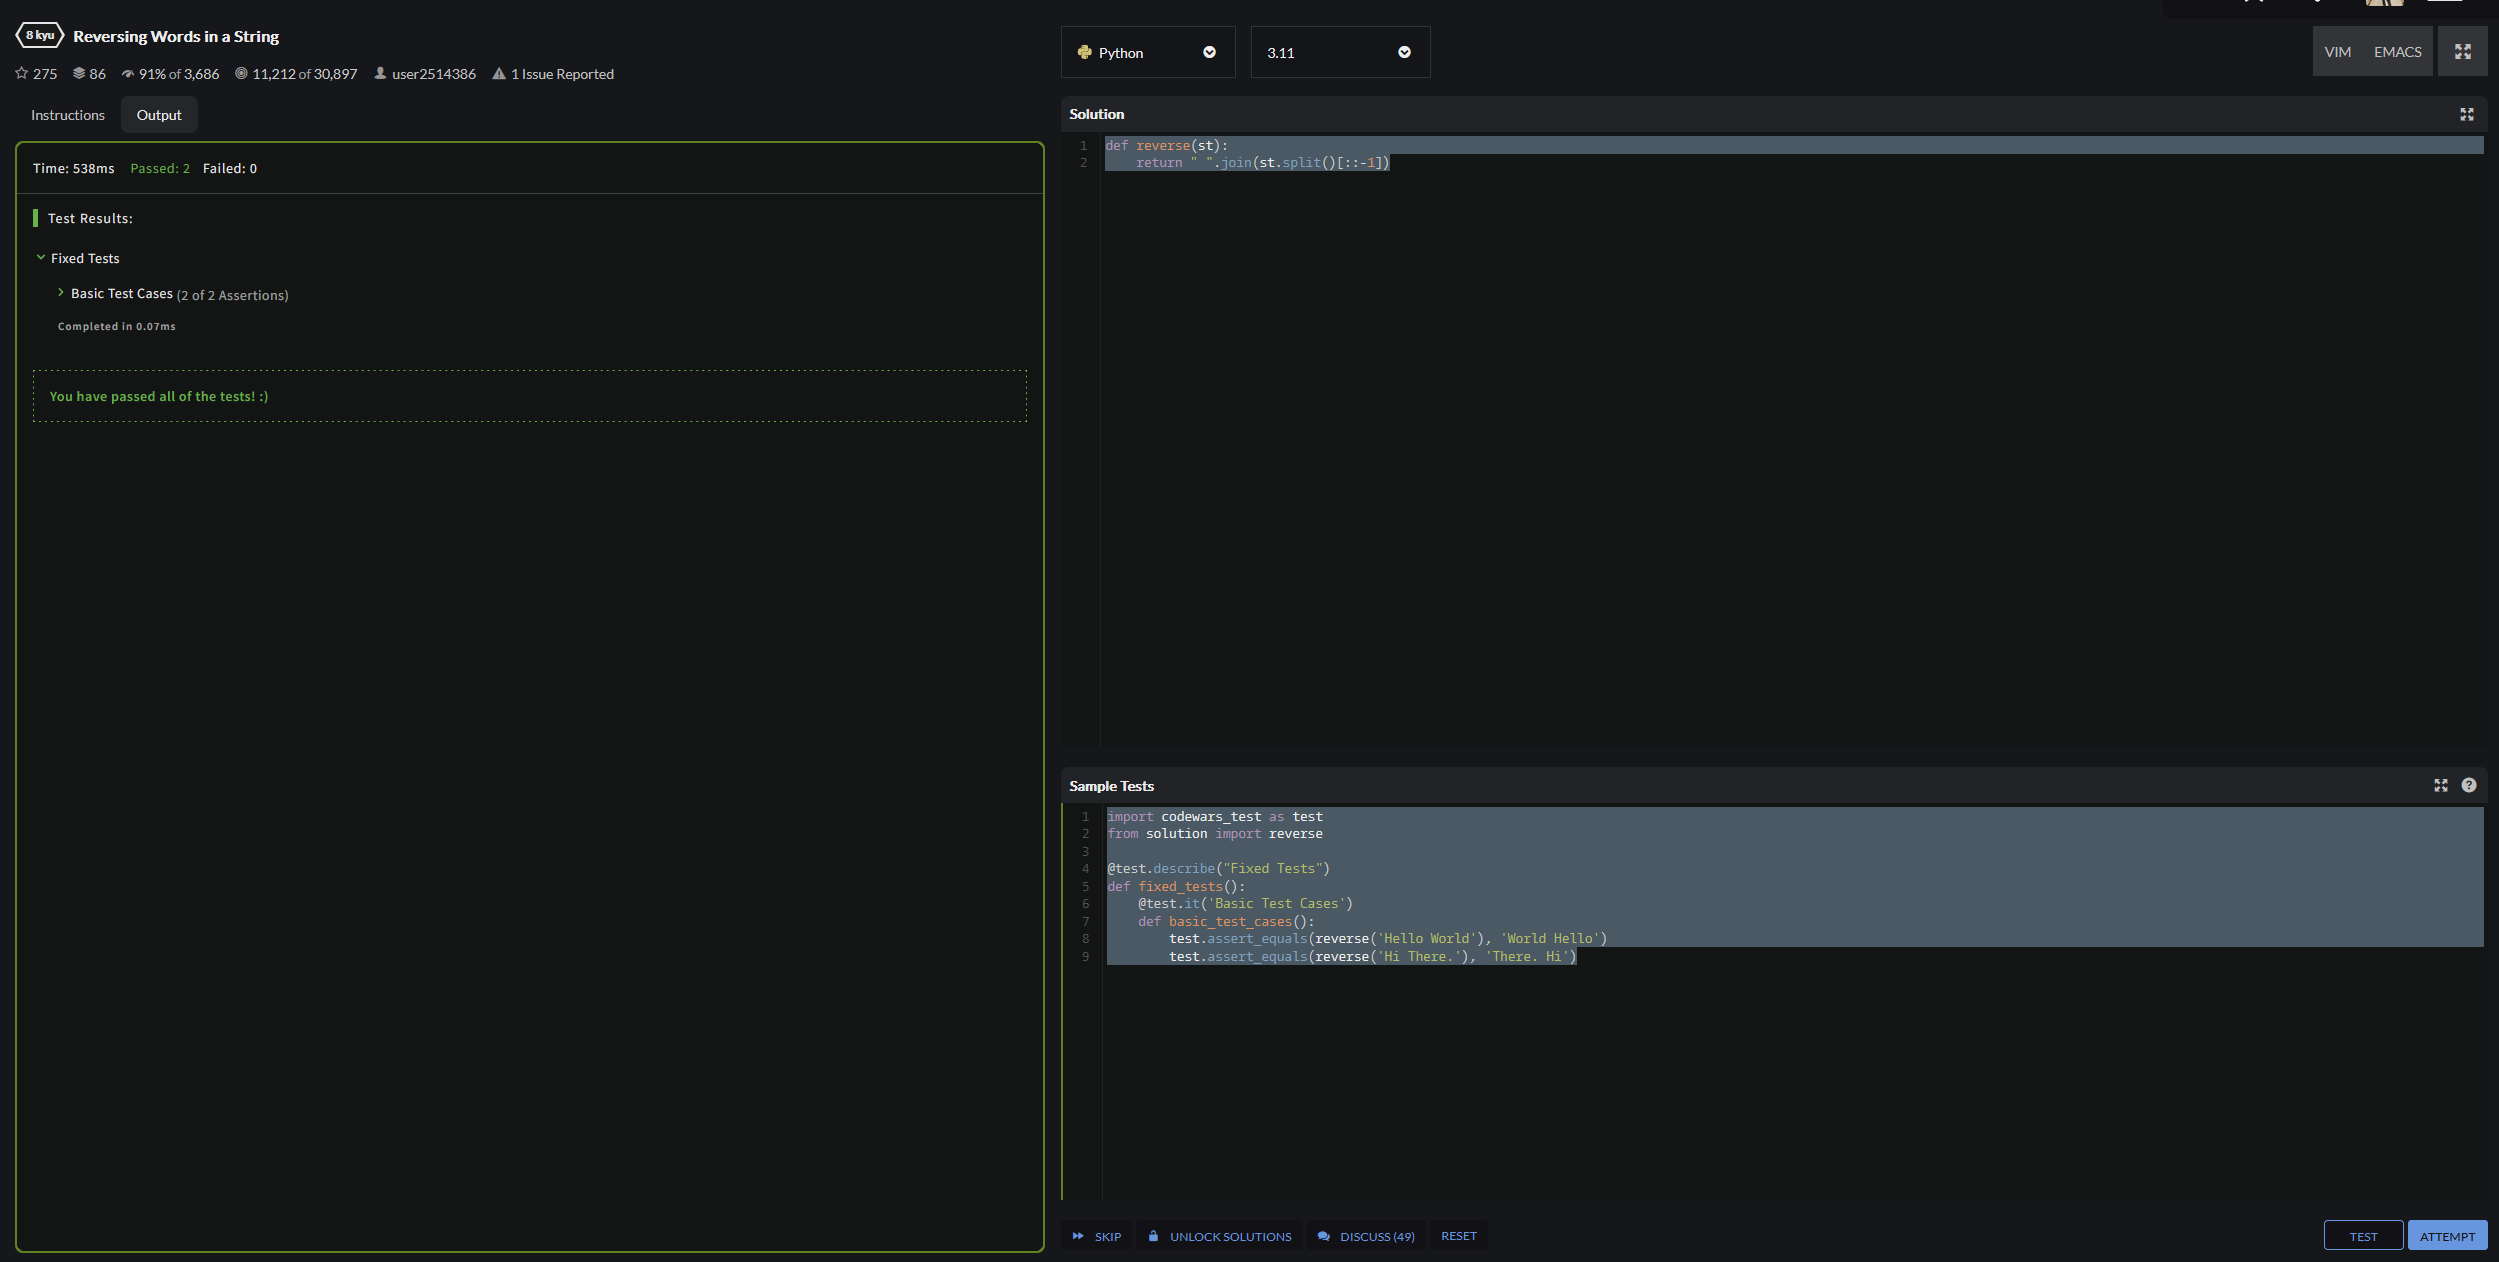 8 kyu Reversing Words in a String
275 86 91% of 3,686 11,212 of 30,897 user2514386 1 Issue Reported
Instructions Output
Time: 538ms Passed: 2 Failed: 0
Test Results:
Fixed Tests
Basic Test Cases (2 of 2 Assertions)
Completed in 0.07ms
You have passed all of the tests! :)
Python 3.11 VIM EMACS
Solution
1 def reverse(st):
2     return " ".join(st.split()[::-1])
Sample Tests
1 import codewars_test as test
2 from solution import reverse
3
4 @test.describe("Fixed Tests")
5 def fixed_tests():
6     @test.it('Basic Test Cases')
7     def basic_test_cases():
8         test.assert_equals(reverse('Hello World'), 'World Hello')
9         test.assert_equals(reverse('Hi There.'), 'There. Hi')
SKIP UNLOCK SOLUTIONS DISCUSS (49) RESET TEST ATTEMPT